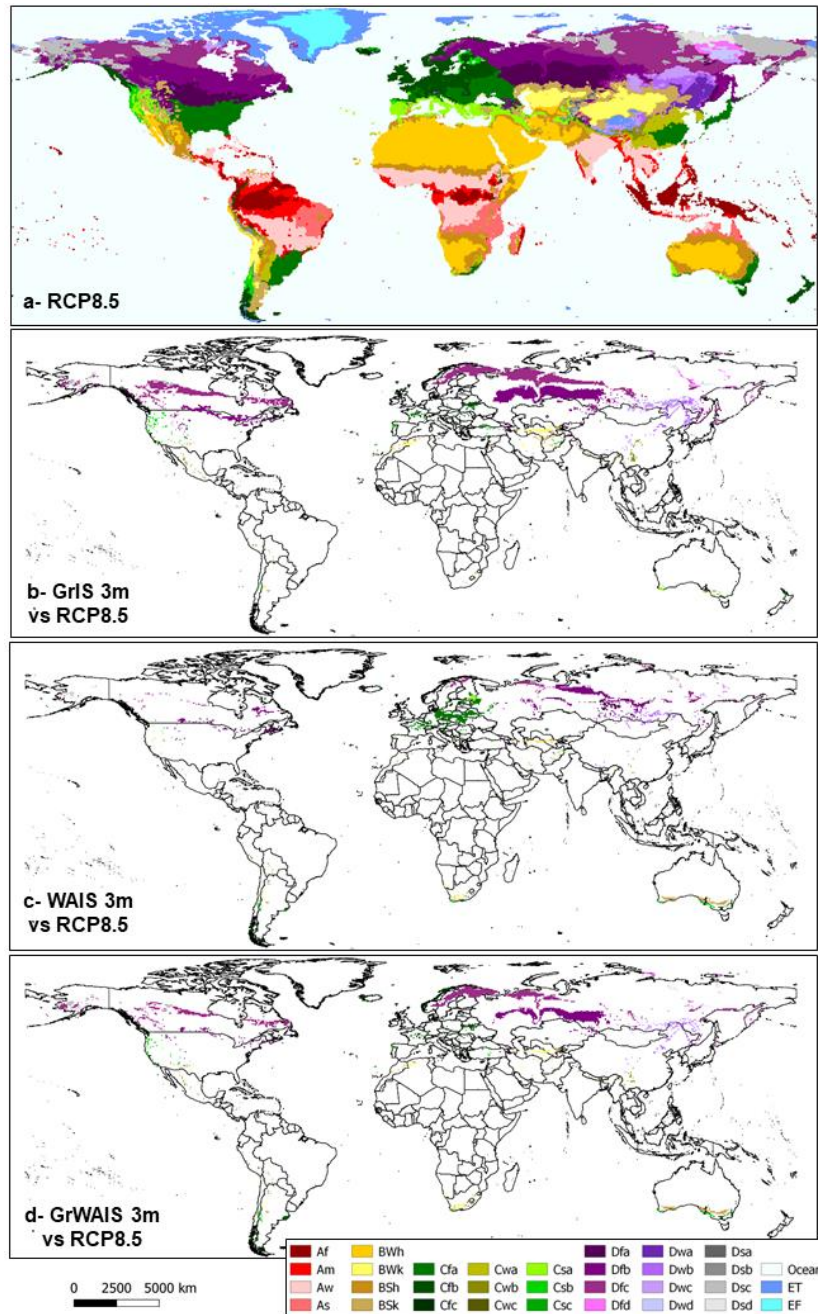 a- RCP8.5
b- GrIS 3m
vs RCP8.5
c- WAIS 3m
vs RCP8.5
d- GrWAIS 3m
vs RCP8.5
0 2500 5000 km
Af BWh Dfa Dwa Dsa
Am BWk Cfa Cwa Csa Dfb Dwb Dsb Ocean
Aw BSh Cfb Cwb Csb Dfc Dwc Dsc ET
As BSk Cfc Cwc Csc Dfd Dwd EF